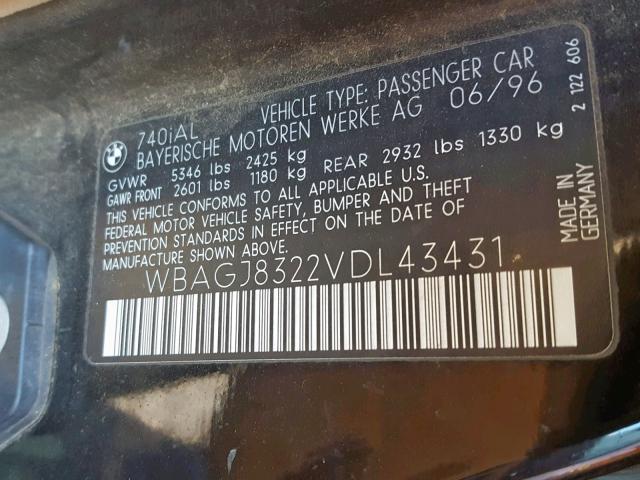 740iAL VEHICLE TYPE: PASSENGER CAR
BAYERISCHE MOTOREN WERKE AG 06/96
GVWR 5346 lbs 2425 kg
GAWR FRONT 2601 lbs 1180 kg REAR 2932 lbs 1330 kg
THIS VEHICLE CONFORMS TO ALL APPLICABLE U.S.
FEDERAL MOTOR VEHICLE SAFETY, BUMPER AND THEFT
PREVENTION STANDARDS IN EFFECT ON THE DATE OF
MANUFACTURE SHOWN ABOVE.
WBAGJ8322VDL43431
2 122 606
MADE IN
GERMANY